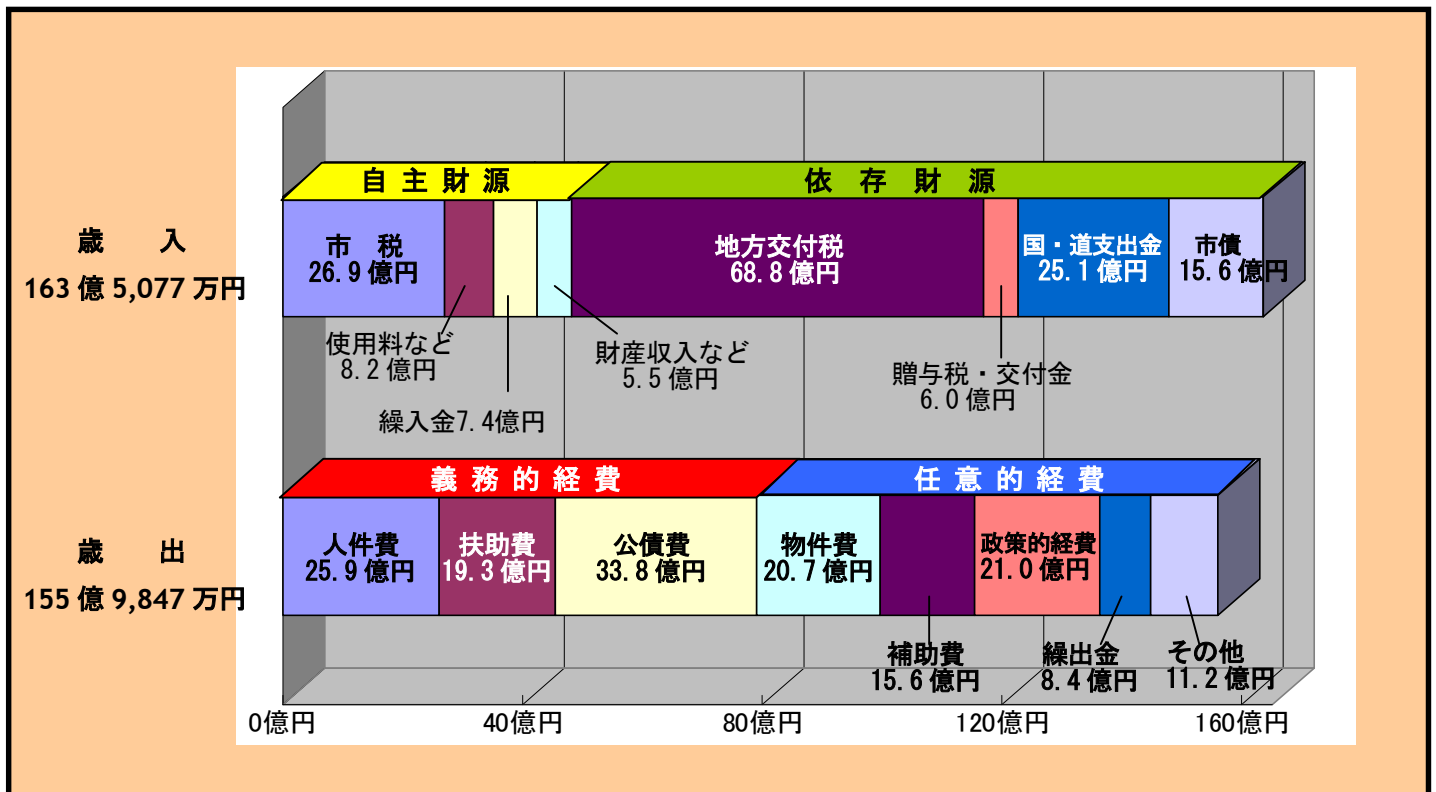 自主財源
依存財源
歳入
163億5,077万円
市税
26.9億円
地方交付税
68.8億円
国・道支出金
25.1億円
市債
15.6億円
使用料など
8.2億円
財産収入など
5.5億円
贈与税・交付金
6.0億円
繰入金7.4億円
義務的経費
任意的経費
歳出
155億9,847万円
人件費
25.9億円
扶助費
19.3億円
公債費
33.8億円
物件費
20.7億円
政策的経費
21.0億円
補助費
15.6億円
繰出金
8.4億円
その他
11.2億円
0億円
40億円
80億円
120億円
160億円